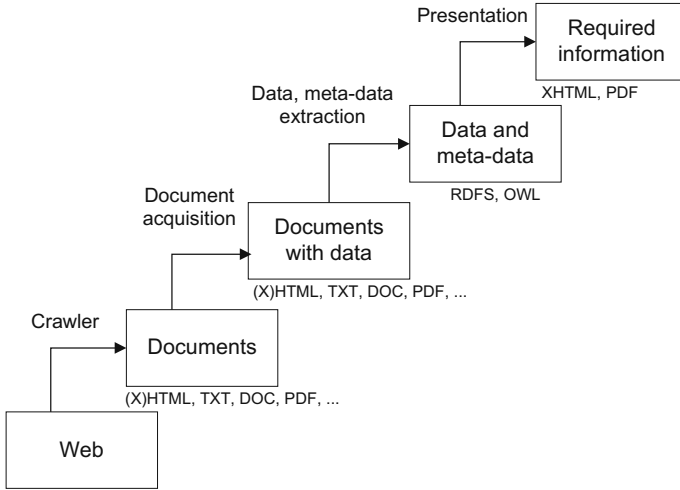 Presentation
Required
information
XHTML, PDF
Data, meta-data
extraction
Data and
meta-data
RDFS, OWL
Document
acquisition
Documents
with data
(X)HTML, TXT, DOC, PDF, ...
Crawler
Documents
(X)HTML, TXT, DOC, PDF, ...
Web